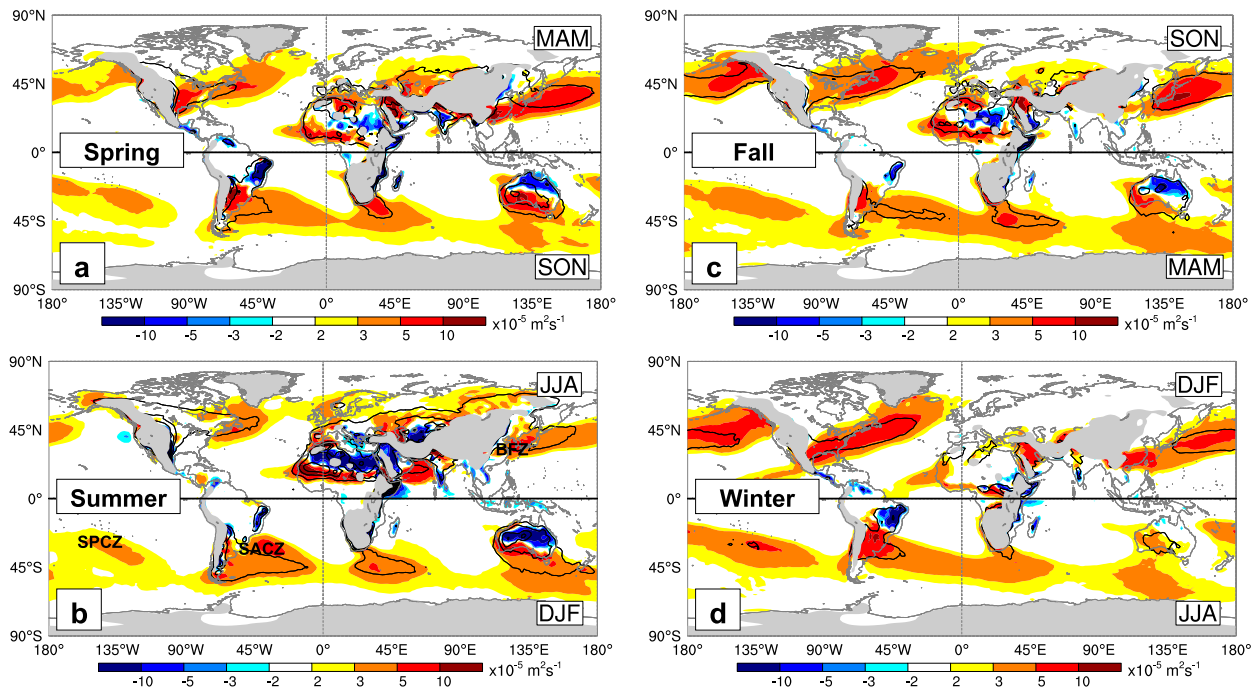 90°N
MAM
45°N
0°
Spring
45°S
a
SON
90°S
180°
135°W
90°W
45°W
0°
45°E
90°E
135°E
180°
-10
-5
-3
-2
2
3
5
10
x10⁻⁵ m²s⁻¹
90°N
SON
45°N
0°
Fall
45°S
c
MAM
90°S
180°
135°W
90°W
45°W
0°
45°E
90°E
135°E
180°
-10
-5
-3
-2
2
3
5
10
x10⁻⁵ m²s⁻¹
90°N
JJA
45°N
BFZ
0°
Summer
SPCZ
SACZ
45°S
b
DJF
90°S
180°
135°W
90°W
45°W
0°
45°E
90°E
135°E
180°
-10
-5
-3
-2
2
3
5
10
x10⁻⁵ m²s⁻¹
90°N
DJF
45°N
0°
Winter
45°S
d
JJA
90°S
180°
135°W
90°W
45°W
0°
45°E
90°E
135°E
180°
-10
-5
-3
-2
2
3
5
10
x10⁻⁵ m²s⁻¹